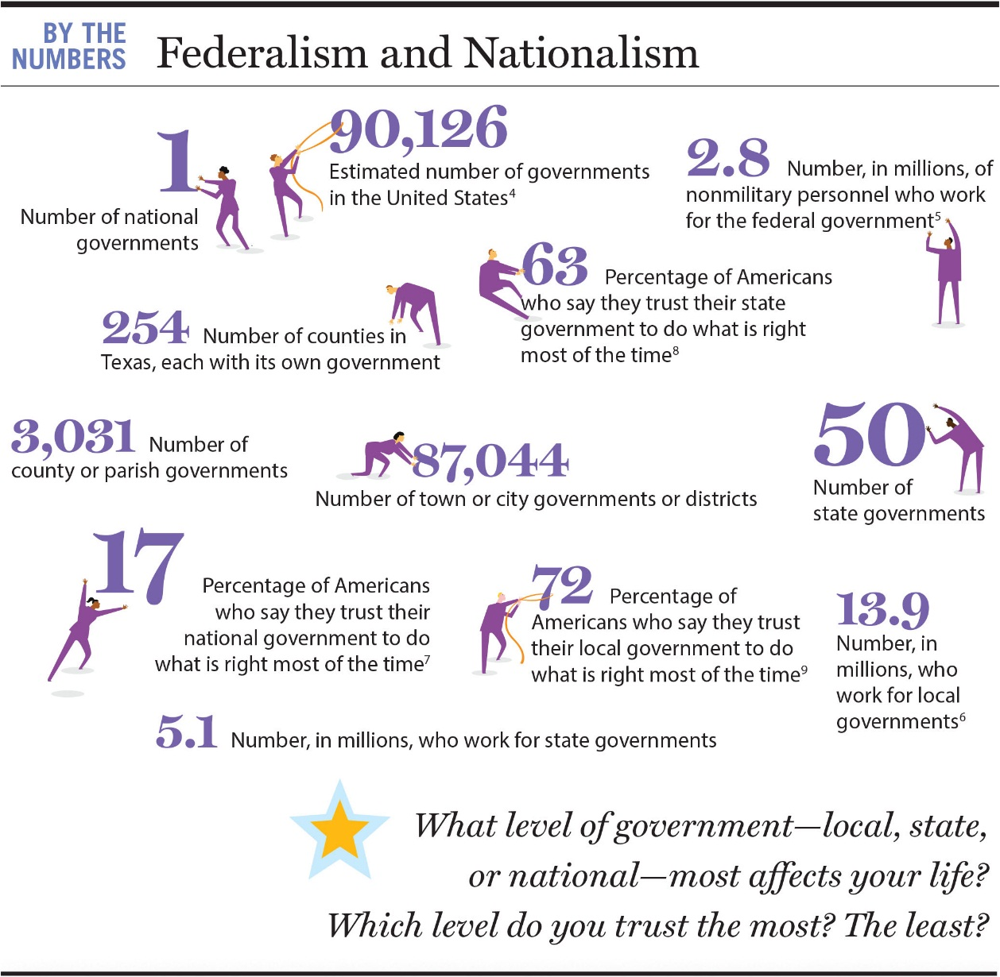 BY THE
NUMBERS
Federalism and Nationalism
1
Number of national
governments
90,126
Estimated number of governments
in the United States4
2.8 Number, in millions, of
nonmilitary personnel who work
for the federal government5
254 Number of counties in
Texas, each with its own government
63 Percentage of Americans
who say they trust their state
government to do what is right
most of the time8
3,031 Number of
county or parish governments
87,044
Number of town or city governments or districts
50
Number of
state governments
17
Percentage of Americans
who say they trust their
national government to do
what is right most of the time7
72 Percentage of
Americans who say they trust
their local government to do
what is right most of the time9
13.9
Number, in
millions, who
work for local
governments6
5.1 Number, in millions, who work for state governments
What level of government—local, state,
or national—most affects your life?
Which level do you trust the most? The least?